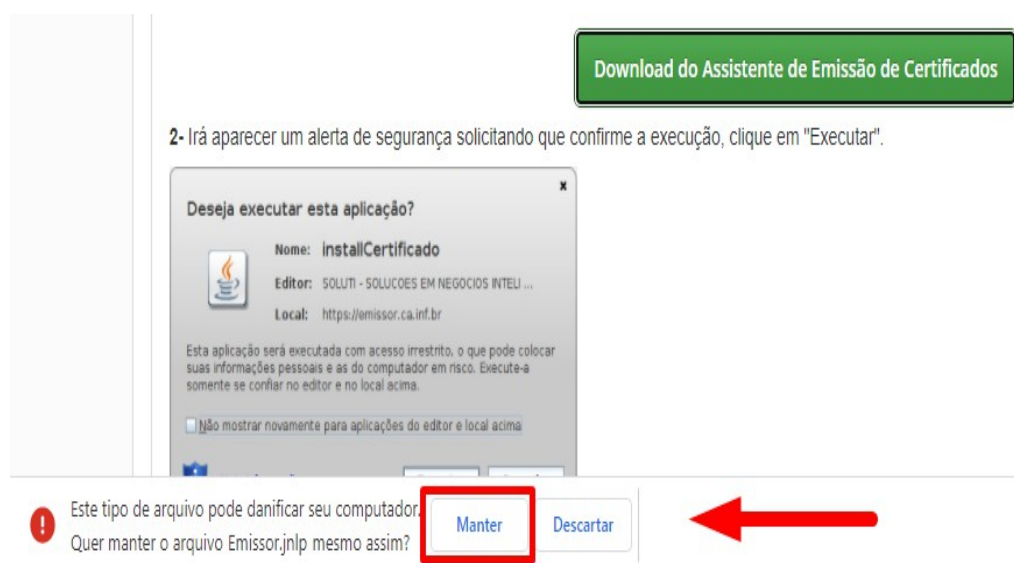 Download do Assistente de Emissão de Certificados
2- Irá aparecer um alerta de segurança solicitando que confirme a execução, clique em "Executar".
x
Deseja executar esta aplicação?
Nome: installCertificado
Editor: SOLUTI - SOLUCOES EM NEGOCIOS INTELI ...
Local: https://emissor.ca.inf.br
Esta aplicação será executada com acesso irrestrito, o que pode colocar
suas informações pessoais e as do computador em risco. Execute-a
somente se confiar no editor e no local acima.
Não mostrar novamente para aplicações do editor e local acima
Este tipo de arquivo pode danificar seu computador.
Quer manter o arquivo Emissor.jnlp mesmo assim?
Manter
Descartar